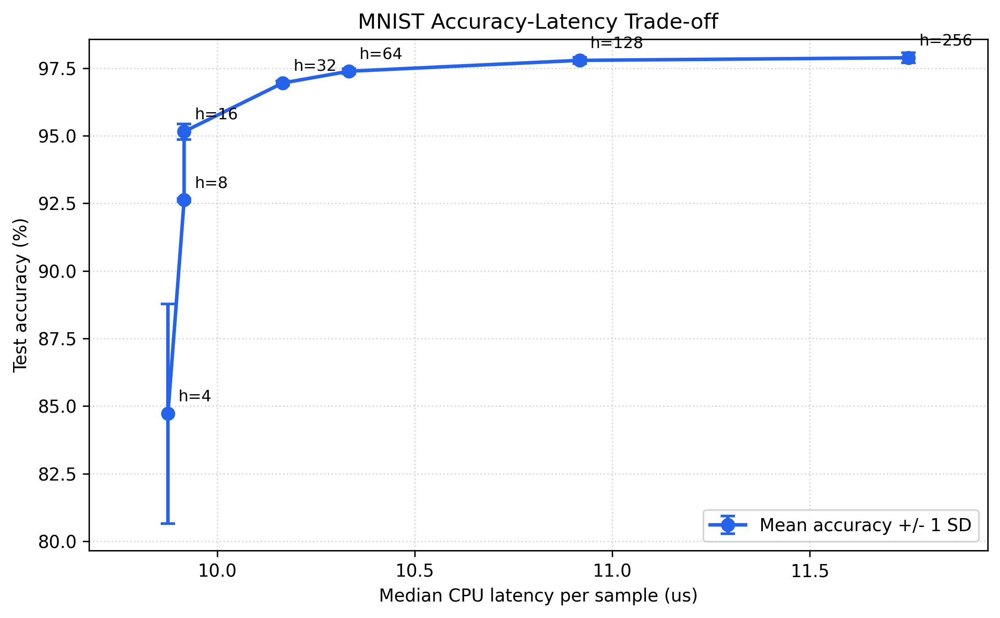 MNIST Accuracy-Latency Trade-off
h=256
h=128
h=64
h=32
h=16
h=8
h=4
97.5
95.0
92.5
90.0
87.5
85.0
82.5
80.0
Test accuracy (%)
Mean accuracy +/- 1 SD
10.0 10.5 11.0 11.5
Median CPU latency per sample (us)